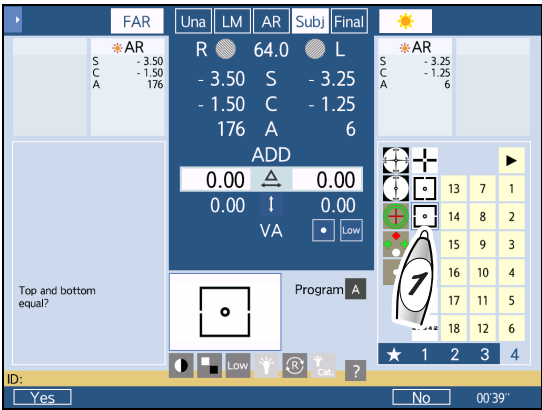 FAR Una LM AR Subj Final
AR R 64.0 L AR
S - 3.50 - 3.50 S - 3.25 S - 3.25
C - 1.50 - 1.50 C - 1.25 C - 1.25
A 176 176 A 6 A 6
ADD
0.00 0.00
0.00 0.00
VA Low
13 7 1
14 8 2
15 9 3
16 10 4
17 11 5
18 12 6
1
Top and bottom
equal?
Program A
Low R Cat. ?
1 2 3 4
ID:
Yes No 00'39"